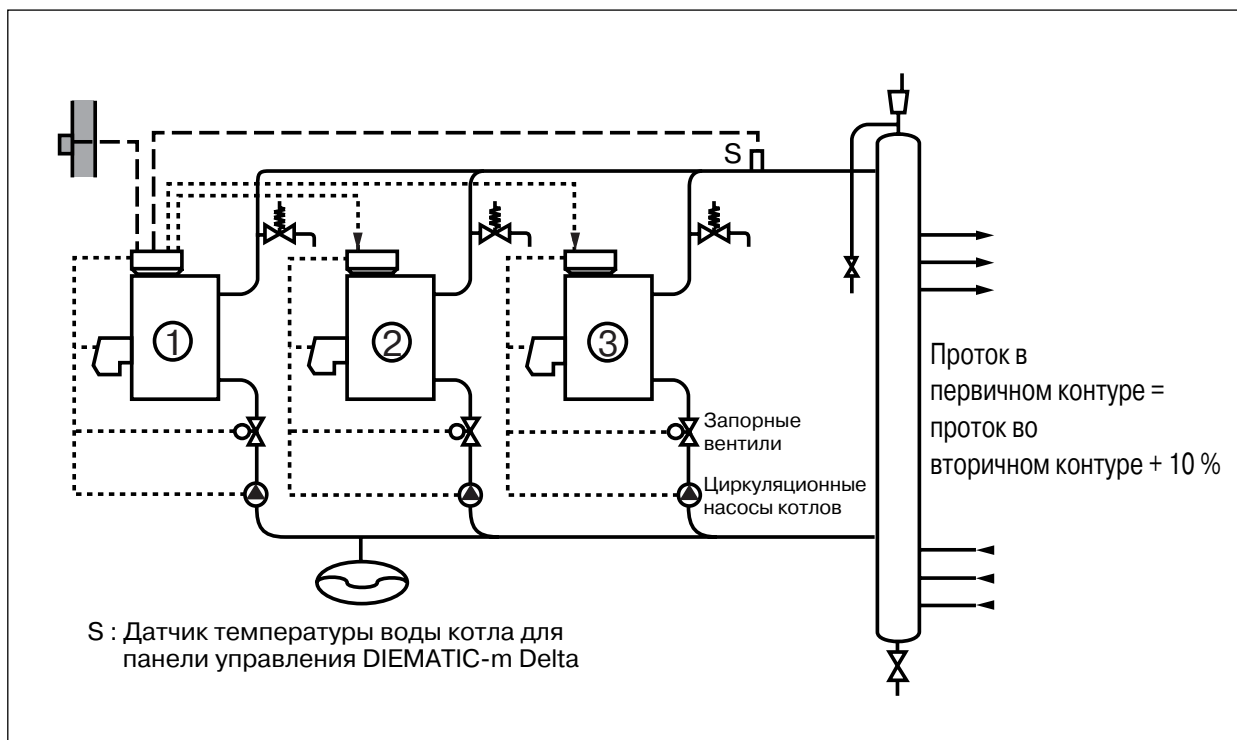 S
1
2
3
Запорные
вентили
Циркуляционные
насосы котлов
Проток в
первичном контуре =
проток во
вторичном контуре + 10 %
S : Датчик температуры воды котла для
панели управления DIEMATIC-m Delta